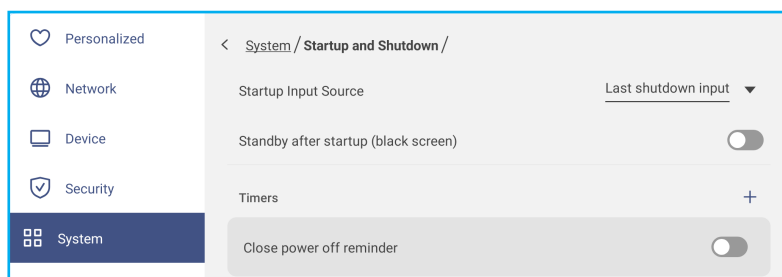 Personalized
Network
Device
Security
System
System / Startup and Shutdown /
Startup Input Source
Last shutdown input
Standby after startup (black screen)
Timers
Close power off reminder